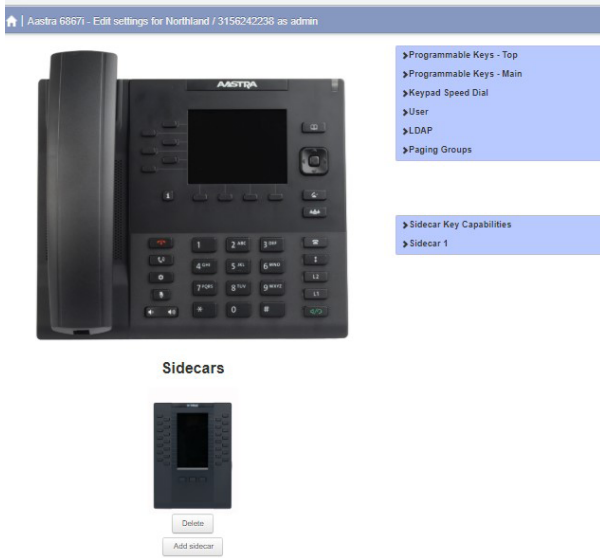 Aastra 6867i - Edit settings for Northland / 3156242238 as admin
AASTRA
Programmable Keys - Top
Programmable Keys - Main
Keypad Speed Dial
User
LDAP
Paging Groups
Sidecar Key Capabilities
Sidecar 1
1
2 ABC
3 DEF
4 GHI
5 JKL
6 MNO
L2
7 PQRS
8 TUV
9 WXYZ
L1
*
0
#
Sidecars
Delete
Add sidecar